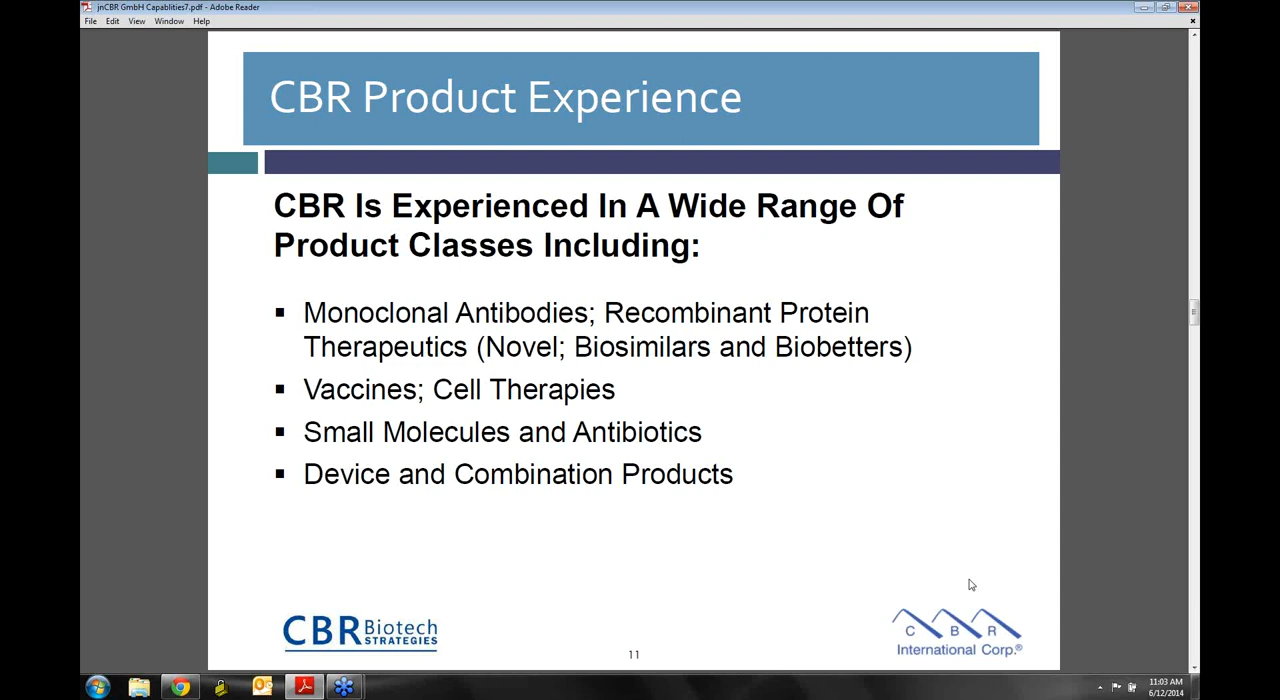 jnCBR GmbH Capablities7.pdf - Adobe Reader
File Edit View Window Help
CBR Product Experience
CBR Is Experienced In A Wide Range Of
Product Classes Including:
▪ Monoclonal Antibodies; Recombinant Protein
Therapeutics (Novel; Biosimilars and Biobetters)
▪ Vaccines; Cell Therapies
▪ Small Molecules and Antibiotics
▪ Device and Combination Products
CBR Biotech
STRATEGIES
C B R
International Corp.®
11
11:03 AM
6/12/2014